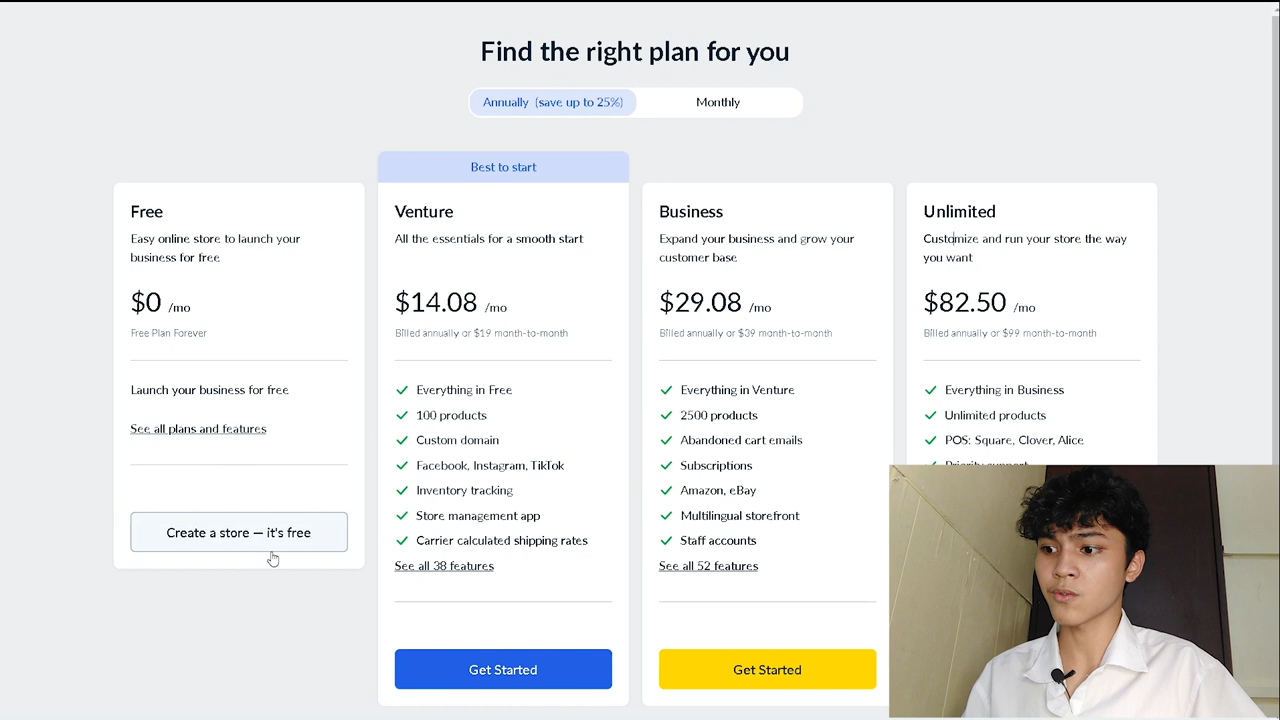 Find the right plan for you
Annually (save up to 25%)
Monthly
Free
Easy online store to launch your
business for free
$0 /mo
Free Plan Forever
Launch your business for free
See all plans and features
Create a store — it's free
Best to start
Venture
All the essentials for a smooth start
$14.08 /mo
Billed annually or $19 month-to-month
Everything in Free
100 products
Custom domain
Facebook, Instagram, TikTok
Inventory tracking
Store management app
Carrier calculated shipping rates
See all 38 features
Get Started
Business
Expand your business and grow your
customer base
$29.08 /mo
Billed annually or $39 month-to-month
Everything in Venture
2500 products
Abandoned cart emails
Subscriptions
Amazon, eBay
Multilingual storefront
Staff accounts
See all 52 features
Get Started
Unlimited
Customize and run your store the way
you want
$82.50 /mo
Billed annually or $99 month-to-month
Everything in Business
Unlimited products
POS: Square, Clover, Alice
Priority support